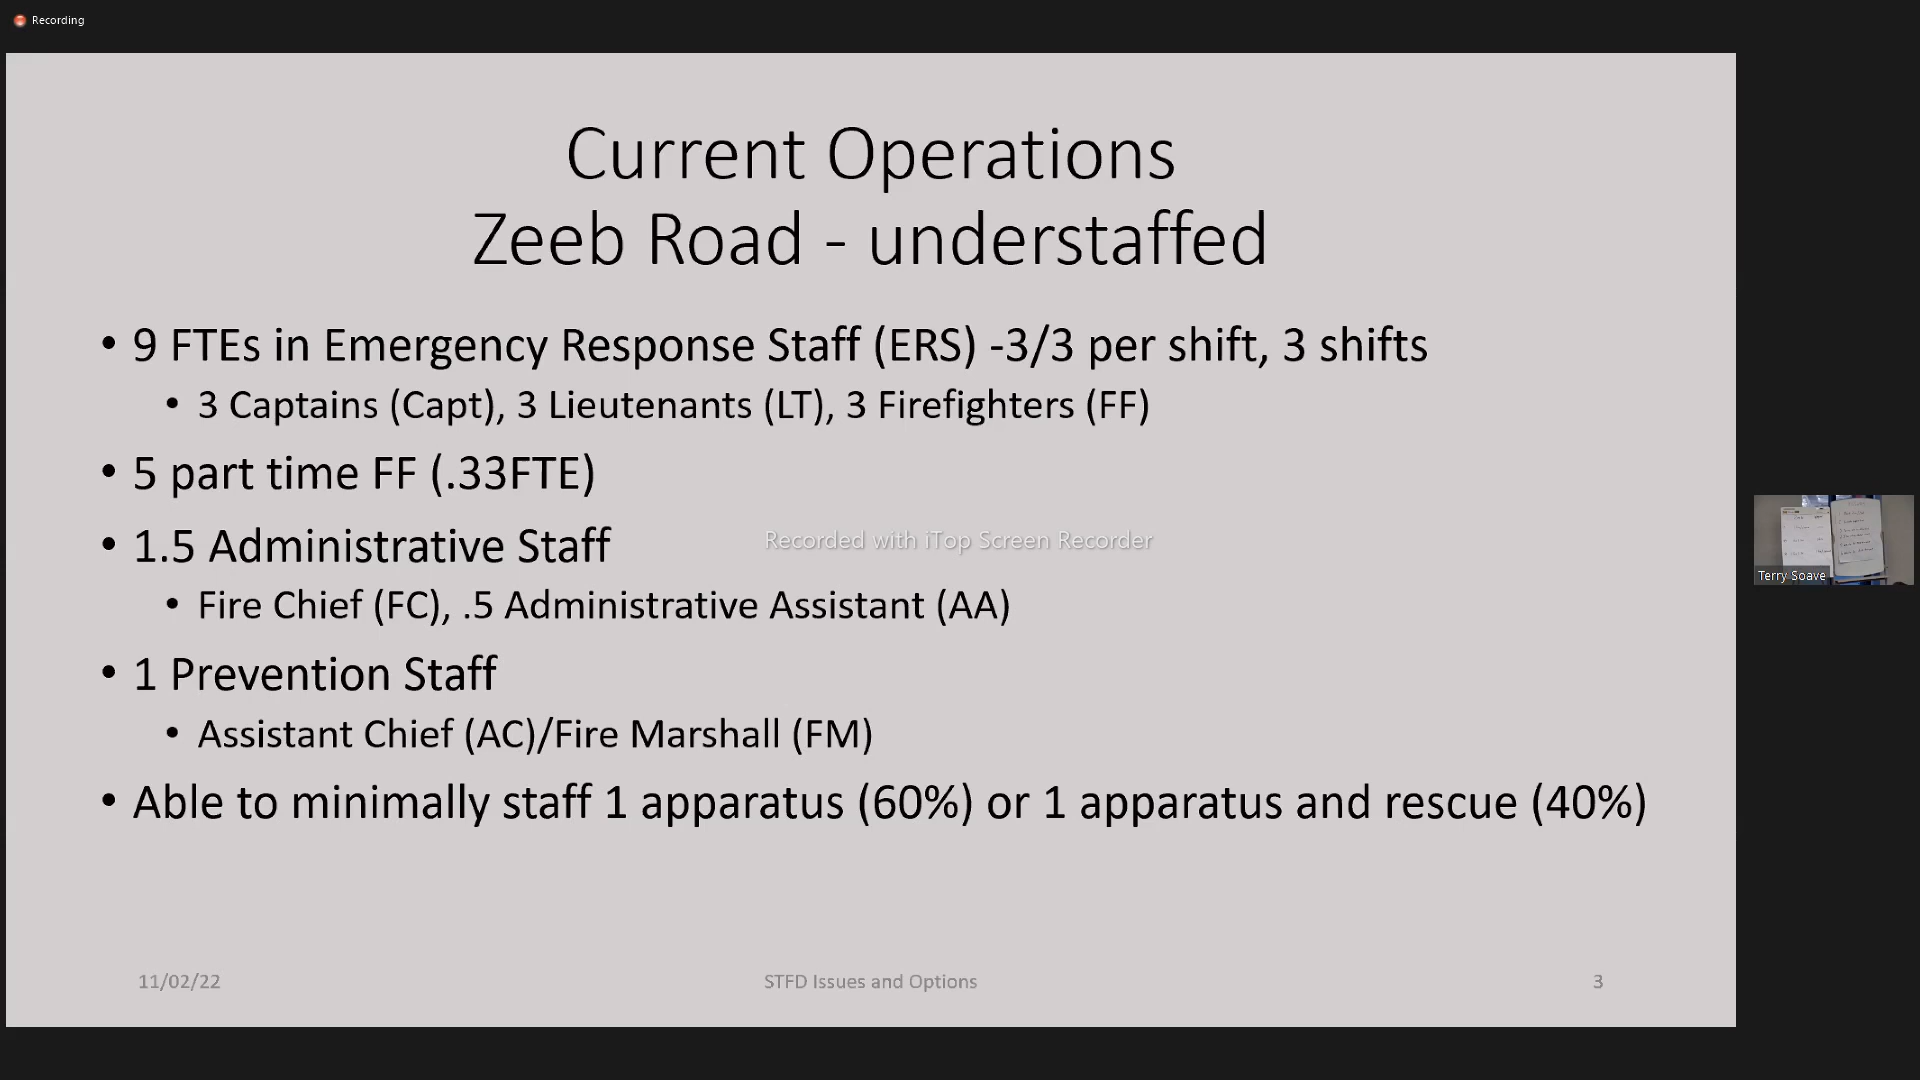 Recording
Current Operations
Zeeb Road - understaffed
• 9 FTEs in Emergency Response Staff (ERS) -3/3 per shift, 3 shifts
• 3 Captains (Capt), 3 Lieutenants (LT), 3 Firefighters (FF)
• 5 part time FF (.33FTE)
• 1.5 Administrative Staff
Recorded with iTop Screen Recorder
• Fire Chief (FC), .5 Administrative Assistant (AA)
• 1 Prevention Staff
• Assistant Chief (AC)/Fire Marshall (FM)
• Able to minimally staff 1 apparatus (60%) or 1 apparatus and rescue (40%)
11/02/22
STFD Issues and Options
3
Terry Soave